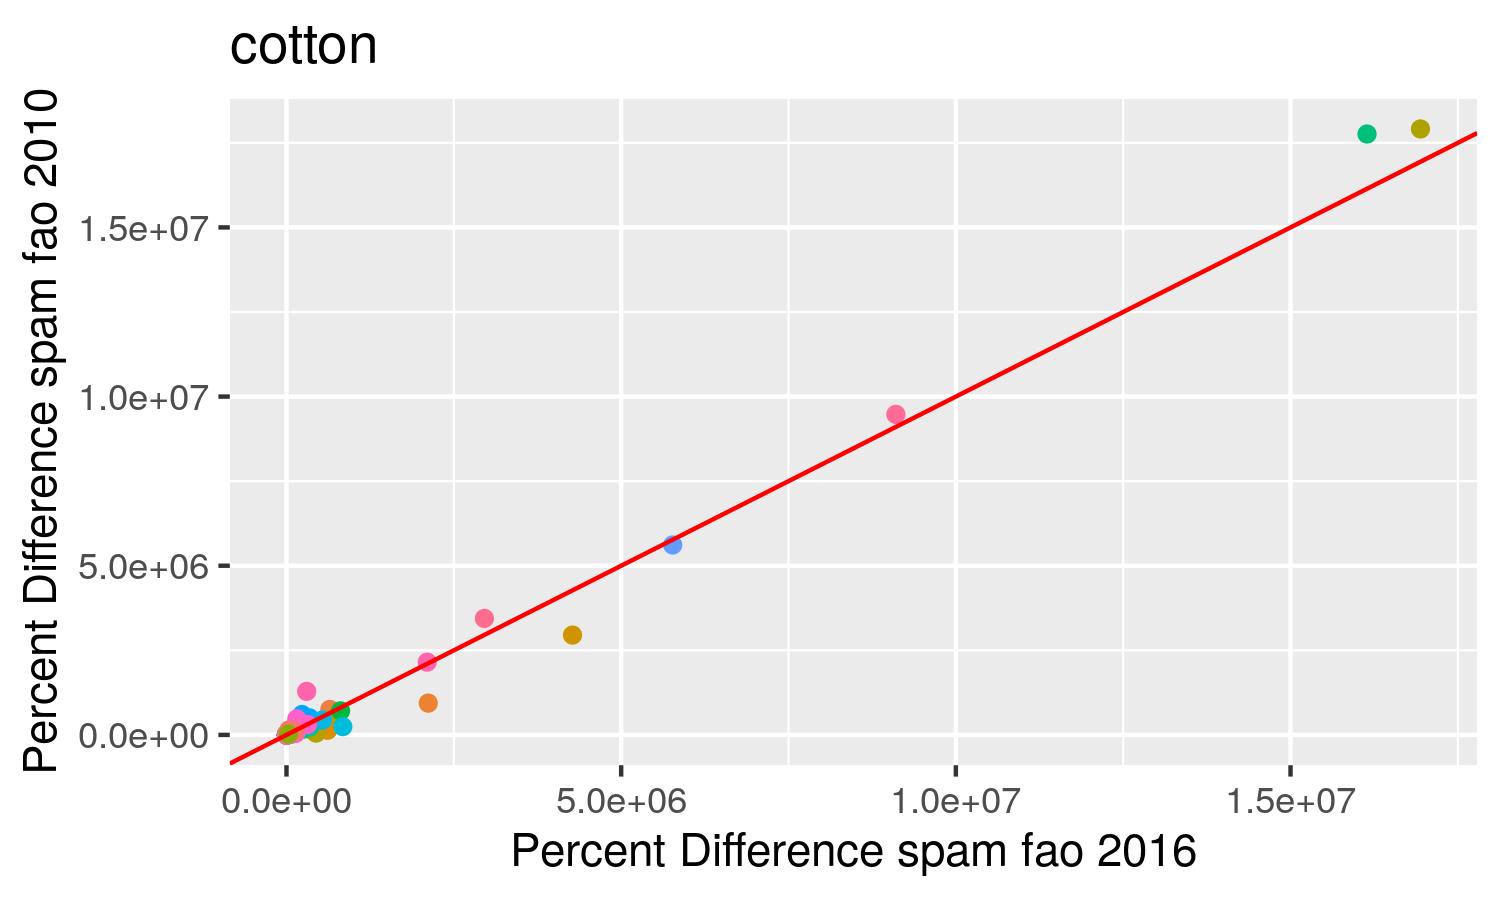 cotton
Percent Difference spam fao 2010
1.5e+07
1.0e+07
5.0e+06
0.0e+00
0.0e+00 5.0e+06 1.0e+07 1.5e+07
Percent Difference spam fao 2016